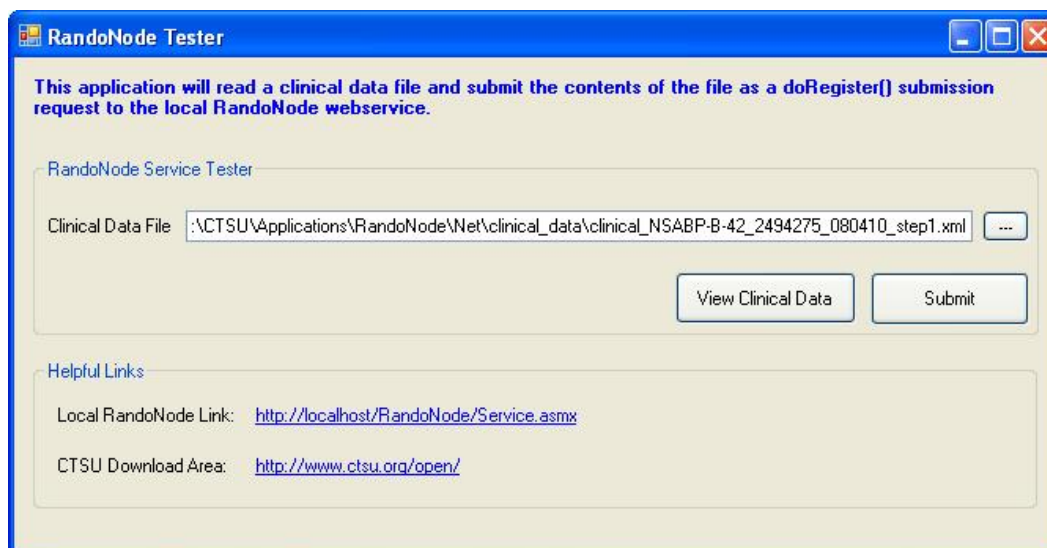 RandoNode Tester
This application will read a clinical data file and submit the contents of the file as a doRegister() submission
request to the local RandoNode webservice.
RandoNode Service Tester
Clinical Data File :\CTSU\Applications\RandoNode\Net\clinical_data\clinical_NSABP-B-42_2494275_080410_step1.xml ...
View Clinical Data Submit
Helpful Links
Local RandoNode Link: http://localhost/RandoNode/Service.asmx
CTSU Download Area: http://www.ctsu.org/open/